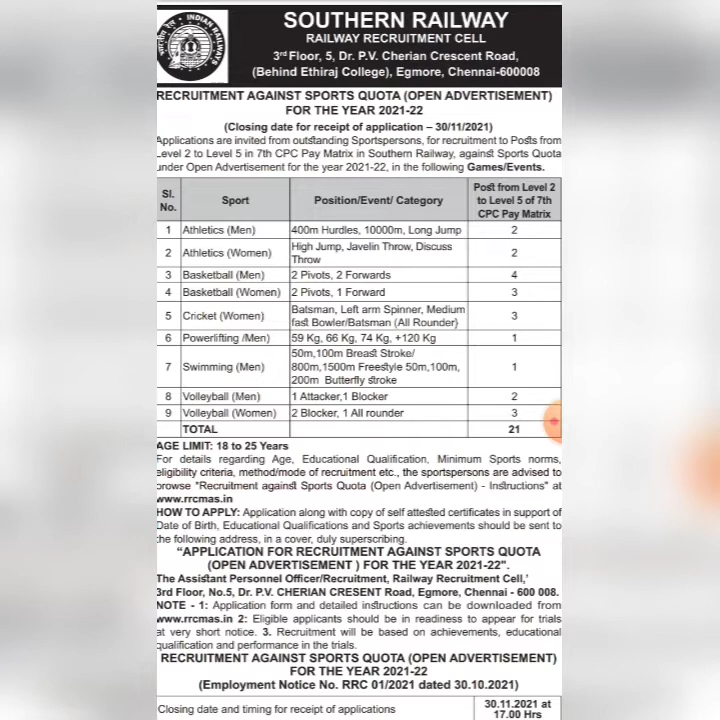 INDIAN RAILWAYS
SOUTHERN RAILWAY
RAILWAY RECRUITMENT CELL
3rd Floor, 5, Dr. P.V. Cherian Crescent Road,
(Behind Ethiraj College), Egmore, Chennai-600008
RECRUITMENT AGAINST SPORTS QUOTA (OPEN ADVERTISEMENT)
FOR THE YEAR 2021-22
(Closing date for receipt of application – 30/11/2021)
Applications are invited from outstanding Sportspersons, for recruitment to Posts from
Level 2 to Level 5 in 7th CPC Pay Matrix in Southern Railway, against Sports Quota
under Open Advertisement for the year 2021-22, in the following Games/Events.
Sl. No. Sport Position/Event/ Category Post from Level 2 to Level 5 of 7th CPC Pay Matrix
1 Athletics (Men) 400m Hurdles, 10000m, Long Jump 2
2 Athletics (Women) High Jump, Javelin Throw, Discuss Throw 2
3 Basketball (Men) 2 Pivots, 2 Forwards 4
4 Basketball (Women) 2 Pivots, 1 Forward 3
5 Cricket (Women) Batsman, Left arm Spinner, Medium fast Bowler/Batsman (All Rounder) 3
6 Powerlifting /Men) 59 Kg, 66 Kg, 74 Kg, +120 Kg 1
7 Swimming (Men) 50m,100m Breast Stroke/ 800m,1500m Freestyle 50m,100m, 200m Butterfly stroke 1
8 Volleyball (Men) 1 Attacker,1 Blocker 2
9 Volleyball (Women) 2 Blocker, 1 All rounder 3
TOTAL 21
AGE LIMIT: 18 to 25 Years
For details regarding Age, Educational Qualification, Minimum Sports norms,
eligibility criteria, method/mode of recruitment etc., the sportspersons are advised to
browse "Recruitment against Sports Quota (Open Advertisement) - Instructions" at
www.rrcmas.in
HOW TO APPLY: Application along with copy of self attested certificates in support of
Date of Birth, Educational Qualifications and Sports achievements should be sent to
the following address, in a cover, duly superscribing.
“APPLICATION FOR RECRUITMENT AGAINST SPORTS QUOTA
(OPEN ADVERTISEMENT ) FOR THE YEAR 2021-22".
The Assistant Personnel Officer/Recruitment, Railway Recruitment Cell,'
3rd Floor, No.5, Dr. P.V. CHERIAN CRESENT Road, Egmore, Chennai - 600 008.
NOTE - 1: Application form and detailed instructions can be downloaded from
www.rrcmas.in 2: Eligible applicants should be in readiness to appear for trials
at very short notice. 3. Recruitment will be based on achievements, educational
qualification and performance in the trials.
RECRUITMENT AGAINST SPORTS QUOTA (OPEN ADVERTISEMENT)
FOR THE YEAR 2021-22
(Employment Notice No. RRC 01/2021 dated 30.10.2021)
Closing date and timing for receipt of applications 30.11.2021 at 17.00 Hrs